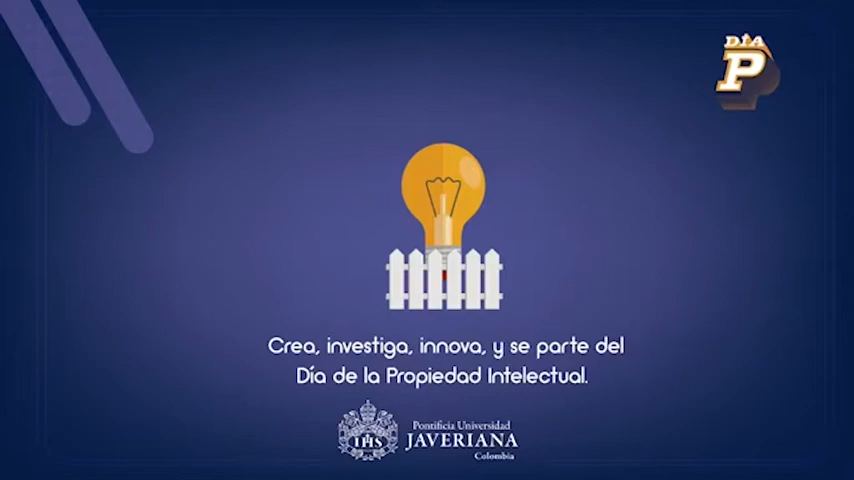 DÍA
P
Crea, investiga, innova, y se parte del
Día de la Propiedad Intelectual.
IHS
Pontificia Universidad
JAVERIANA
Colombia